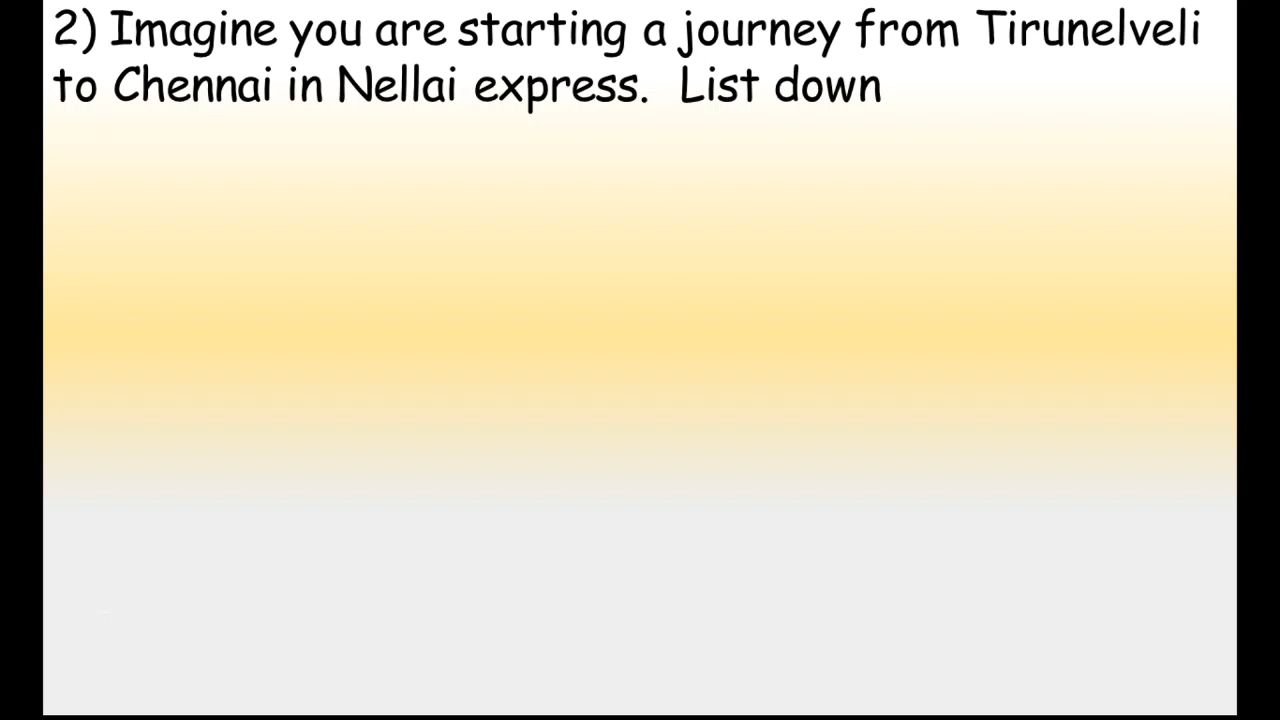 2) Imagine you are starting a journey from Tirunelveli
to Chennai in Nellai express.  List down